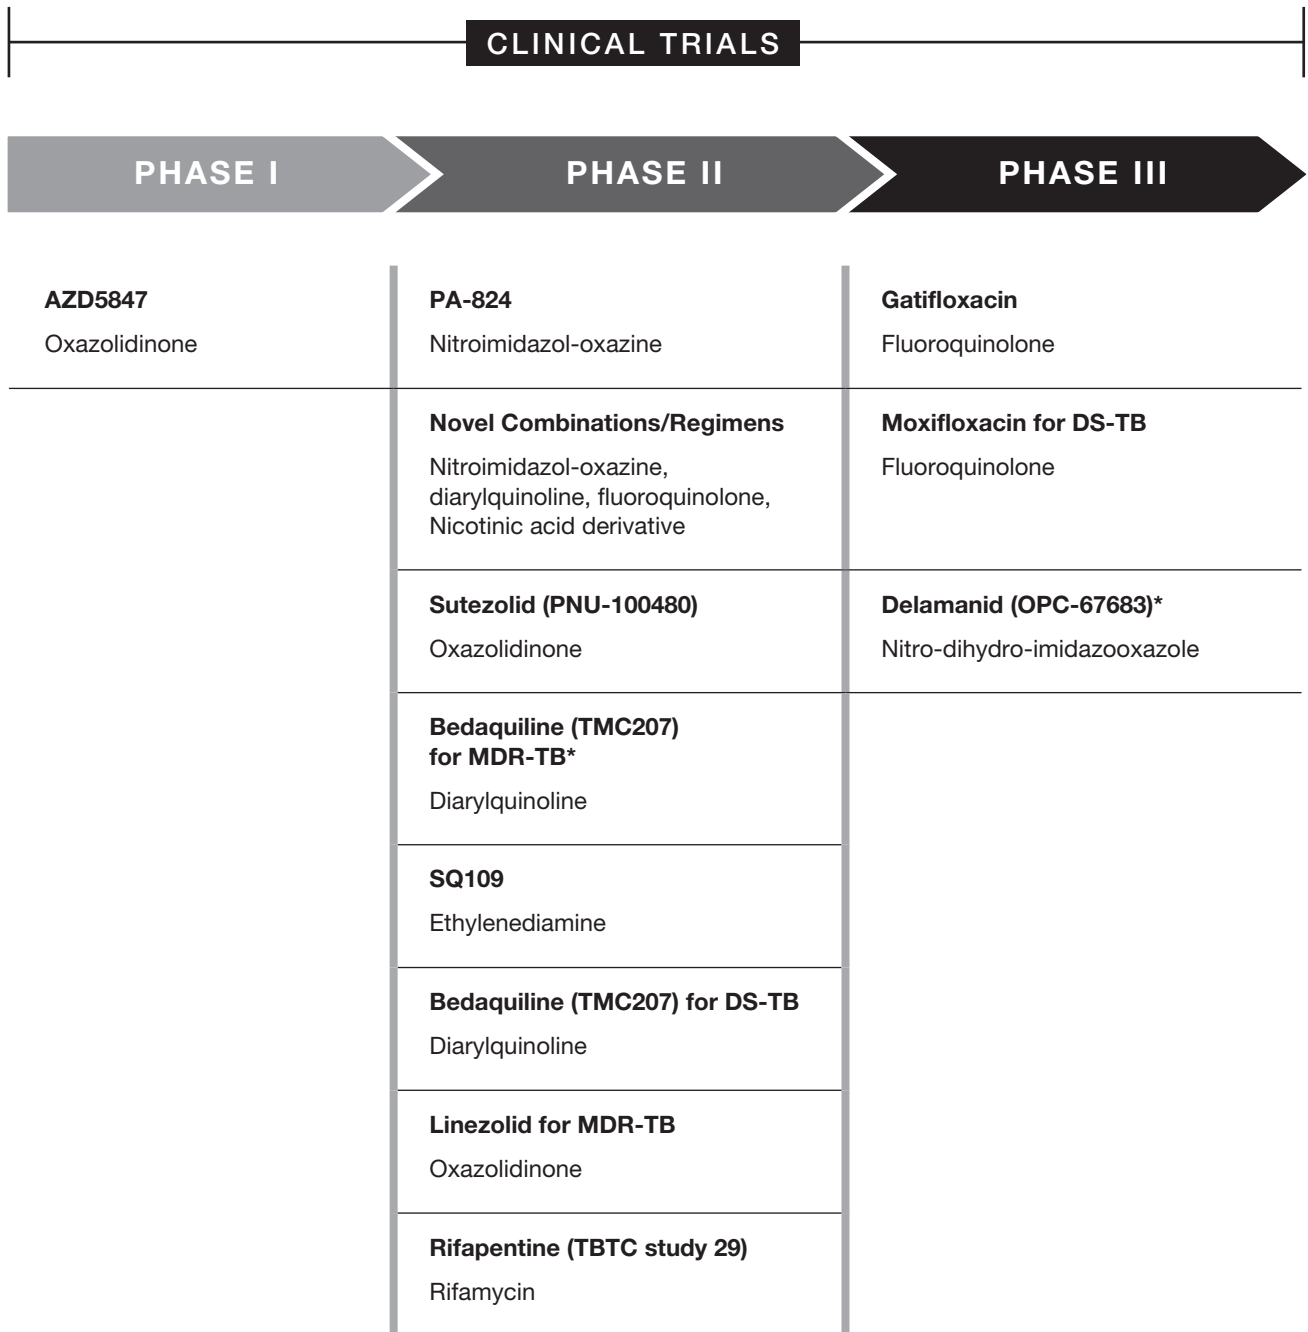 CLINICAL TRIALS
PHASE I
PHASE II
PHASE III
AZD5847
Oxazolidinone
PA-824
Nitroimidazol-oxazine
Gatifloxacin
Fluoroquinolone
Novel Combinations/Regimens
Nitroimidazol-oxazine,
diarylquinoline, fluoroquinolone,
Nicotinic acid derivative
Moxifloxacin for DS-TB
Fluoroquinolone
Sutezolid (PNU-100480)
Oxazolidinone
Delamanid (OPC-67683)*
Nitro-dihydro-imidazooxazole
Bedaquiline (TMC207)
for MDR-TB*
Diarylquinoline
SQ109
Ethylenediamine
Bedaquiline (TMC207) for DS-TB
Diarylquinoline
Linezolid for MDR-TB
Oxazolidinone
Rifapentine (TBTC study 29)
Rifamycin